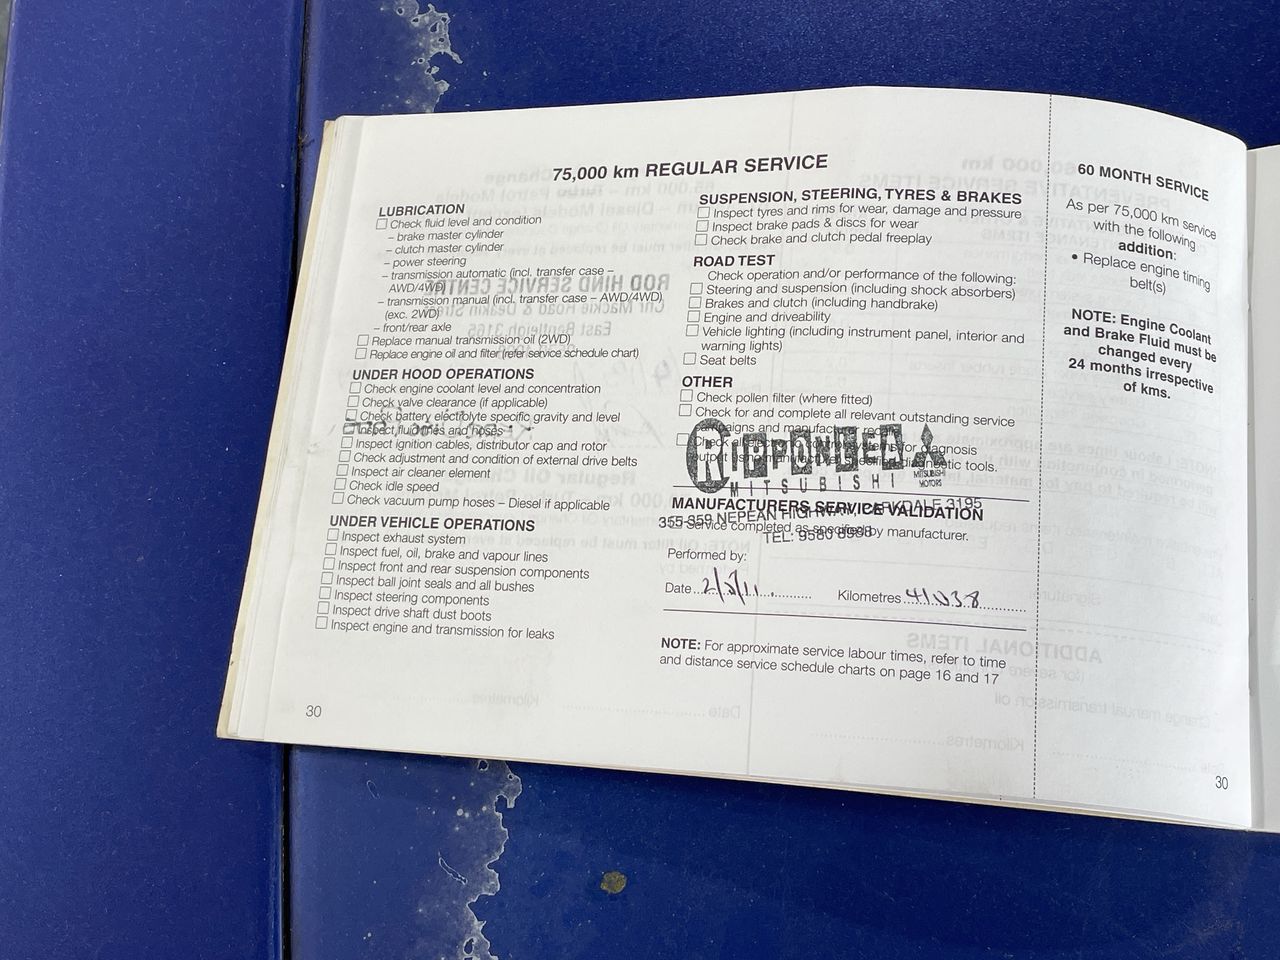 75,000 km REGULAR SERVICE
LUBRICATION
Check fluid level and condition
– brake master cylinder
– clutch master cylinder
– power steering
– transmission automatic (incl. transfer case –
AWD/4WD)
– transmission manual (incl. transfer case – AWD/4WD)
(exc. 2WD)
– front/rear axle
Replace manual transmission oil (2WD)
Replace engine oil and filter (refer service schedule chart)
UNDER HOOD OPERATIONS
Check engine coolant level and concentration
Check valve clearance (if applicable)
Check battery electrolyte specific gravity and level
Inspect fluid lines and hoses
Inspect ignition cables, distributor cap and rotor
Check adjustment and condition of external drive belts
Inspect air cleaner element
Check idle speed
Check vacuum pump hoses – Diesel if applicable
UNDER VEHICLE OPERATIONS
Inspect exhaust system
Inspect fuel, oil, brake and vapour lines
Inspect front and rear suspension components
Inspect ball joint seals and all bushes
Inspect steering components
Inspect drive shaft dust boots
Inspect engine and transmission for leaks
30
SUSPENSION, STEERING, TYRES & BRAKES
Inspect tyres and rims for wear, damage and pressure
Inspect brake pads & discs for wear
Check brake and clutch pedal freeplay
ROAD TEST
Check operation and/or performance of the following:
Steering and suspension (including shock absorbers)
Brakes and clutch (including handbrake)
Engine and driveability
Vehicle lighting (including instrument panel, interior and
warning lights)
Seat belts
OTHER
Check pollen filter (where fitted)
Check for and complete all relevant outstanding service
campaigns and manufacturer
Check systems for diagnosis
output diagnostic tools.
MITSUBISHI
MITSUBISHI
MOTORS
MANUFACTURERS SERVICE VALIDATION
355-359 NEPEAN HIGHWAY, PARKDALE 3195
Service completed as specified by manufacturer.
TEL: 9580
Performed by:
Date 2/5/11 Kilometres 41038
NOTE: For approximate service labour times, refer to time
and distance service schedule charts on page 16 and 17
60 MONTH SERVICE
As per 75,000 km service
with the following
addition:
• Replace engine timing
belt(s)
NOTE: Engine Coolant
and Brake Fluid must be
changed every
24 months irrespective
of kms.
30